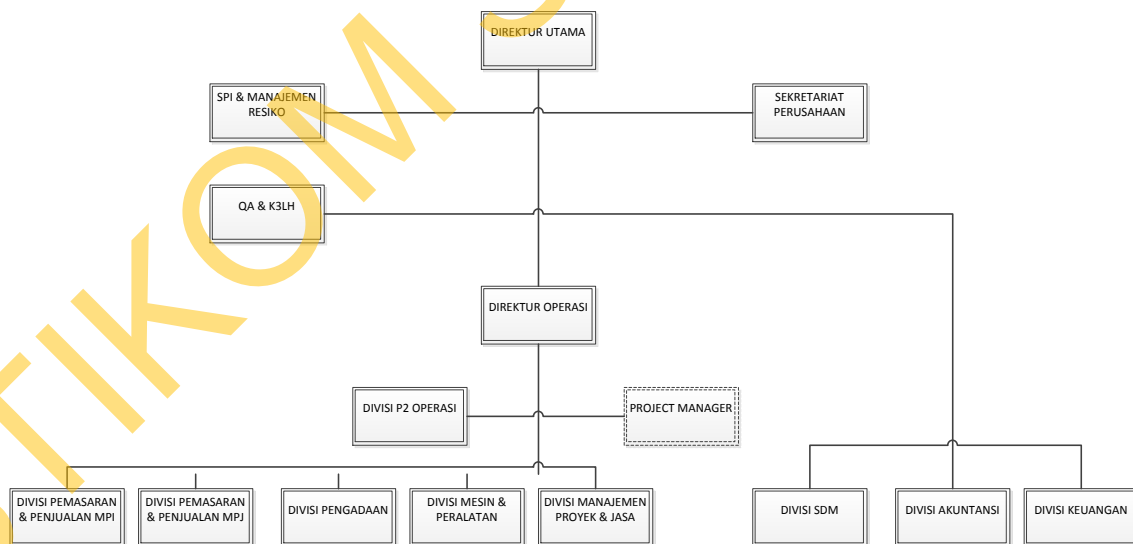 DIREKTUR UTAMA
SPI & MANAJEMEN
RESIKO
SEKRETARIAT
PERUSAHAAN
QA & K3LH
DIREKTUR OPERASI
DIVISI P2 OPERASI
PROJECT MANAGER
DIVISI PEMASARAN
& PENJUALAN MPI
DIVISI PEMASARAN
& PENJUALAN MPJ
DIVISI PENGADAAN
DIVISI MESIN &
PERALATAN
DIVISI MANAJEMEN
PROYEK & JASA
DIVISI SDM
DIVISI AKUNTANSI
DIVISI KEUANGAN
TIKOM